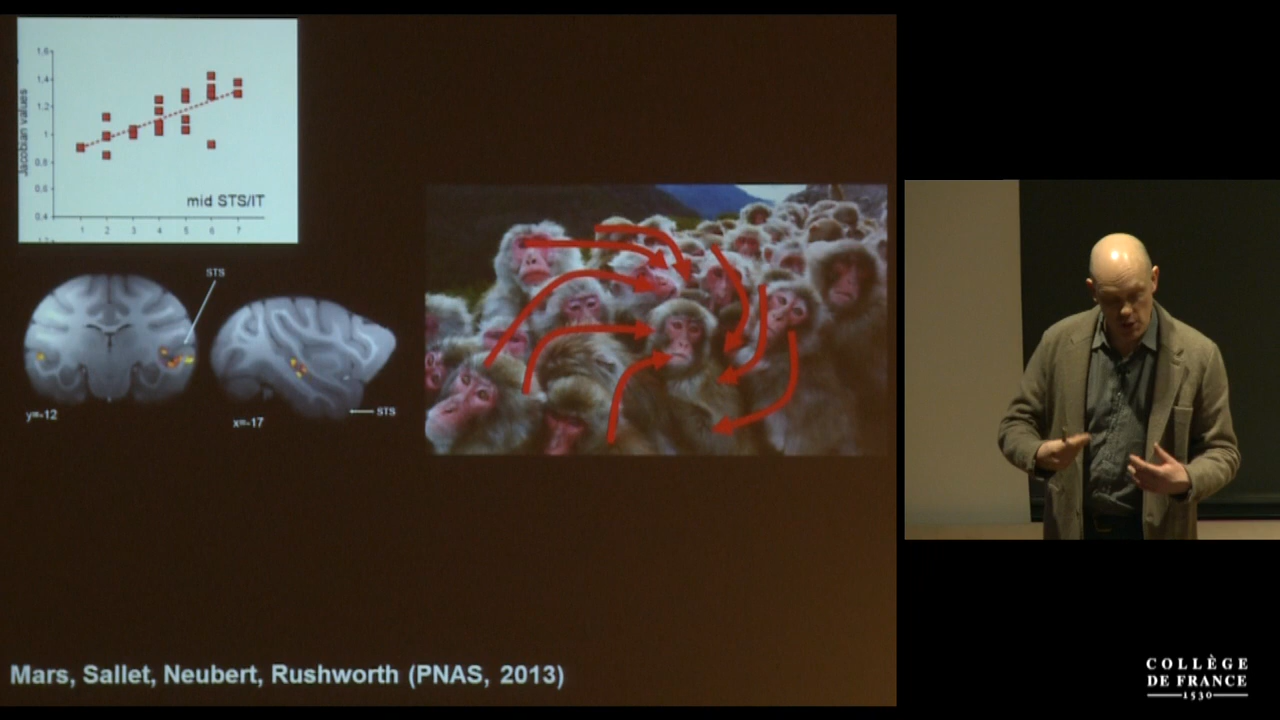 1,6
1,4
1,2
1
0,8
0,6
0,4
Jacobian values
mid STS/IT
1 2 3 4 5 6 7
STS
y=-12
x=-17
STS
Mars, Sallet, Neubert, Rushworth (PNAS, 2013)
COLLÈGE
DE FRANCE
1530